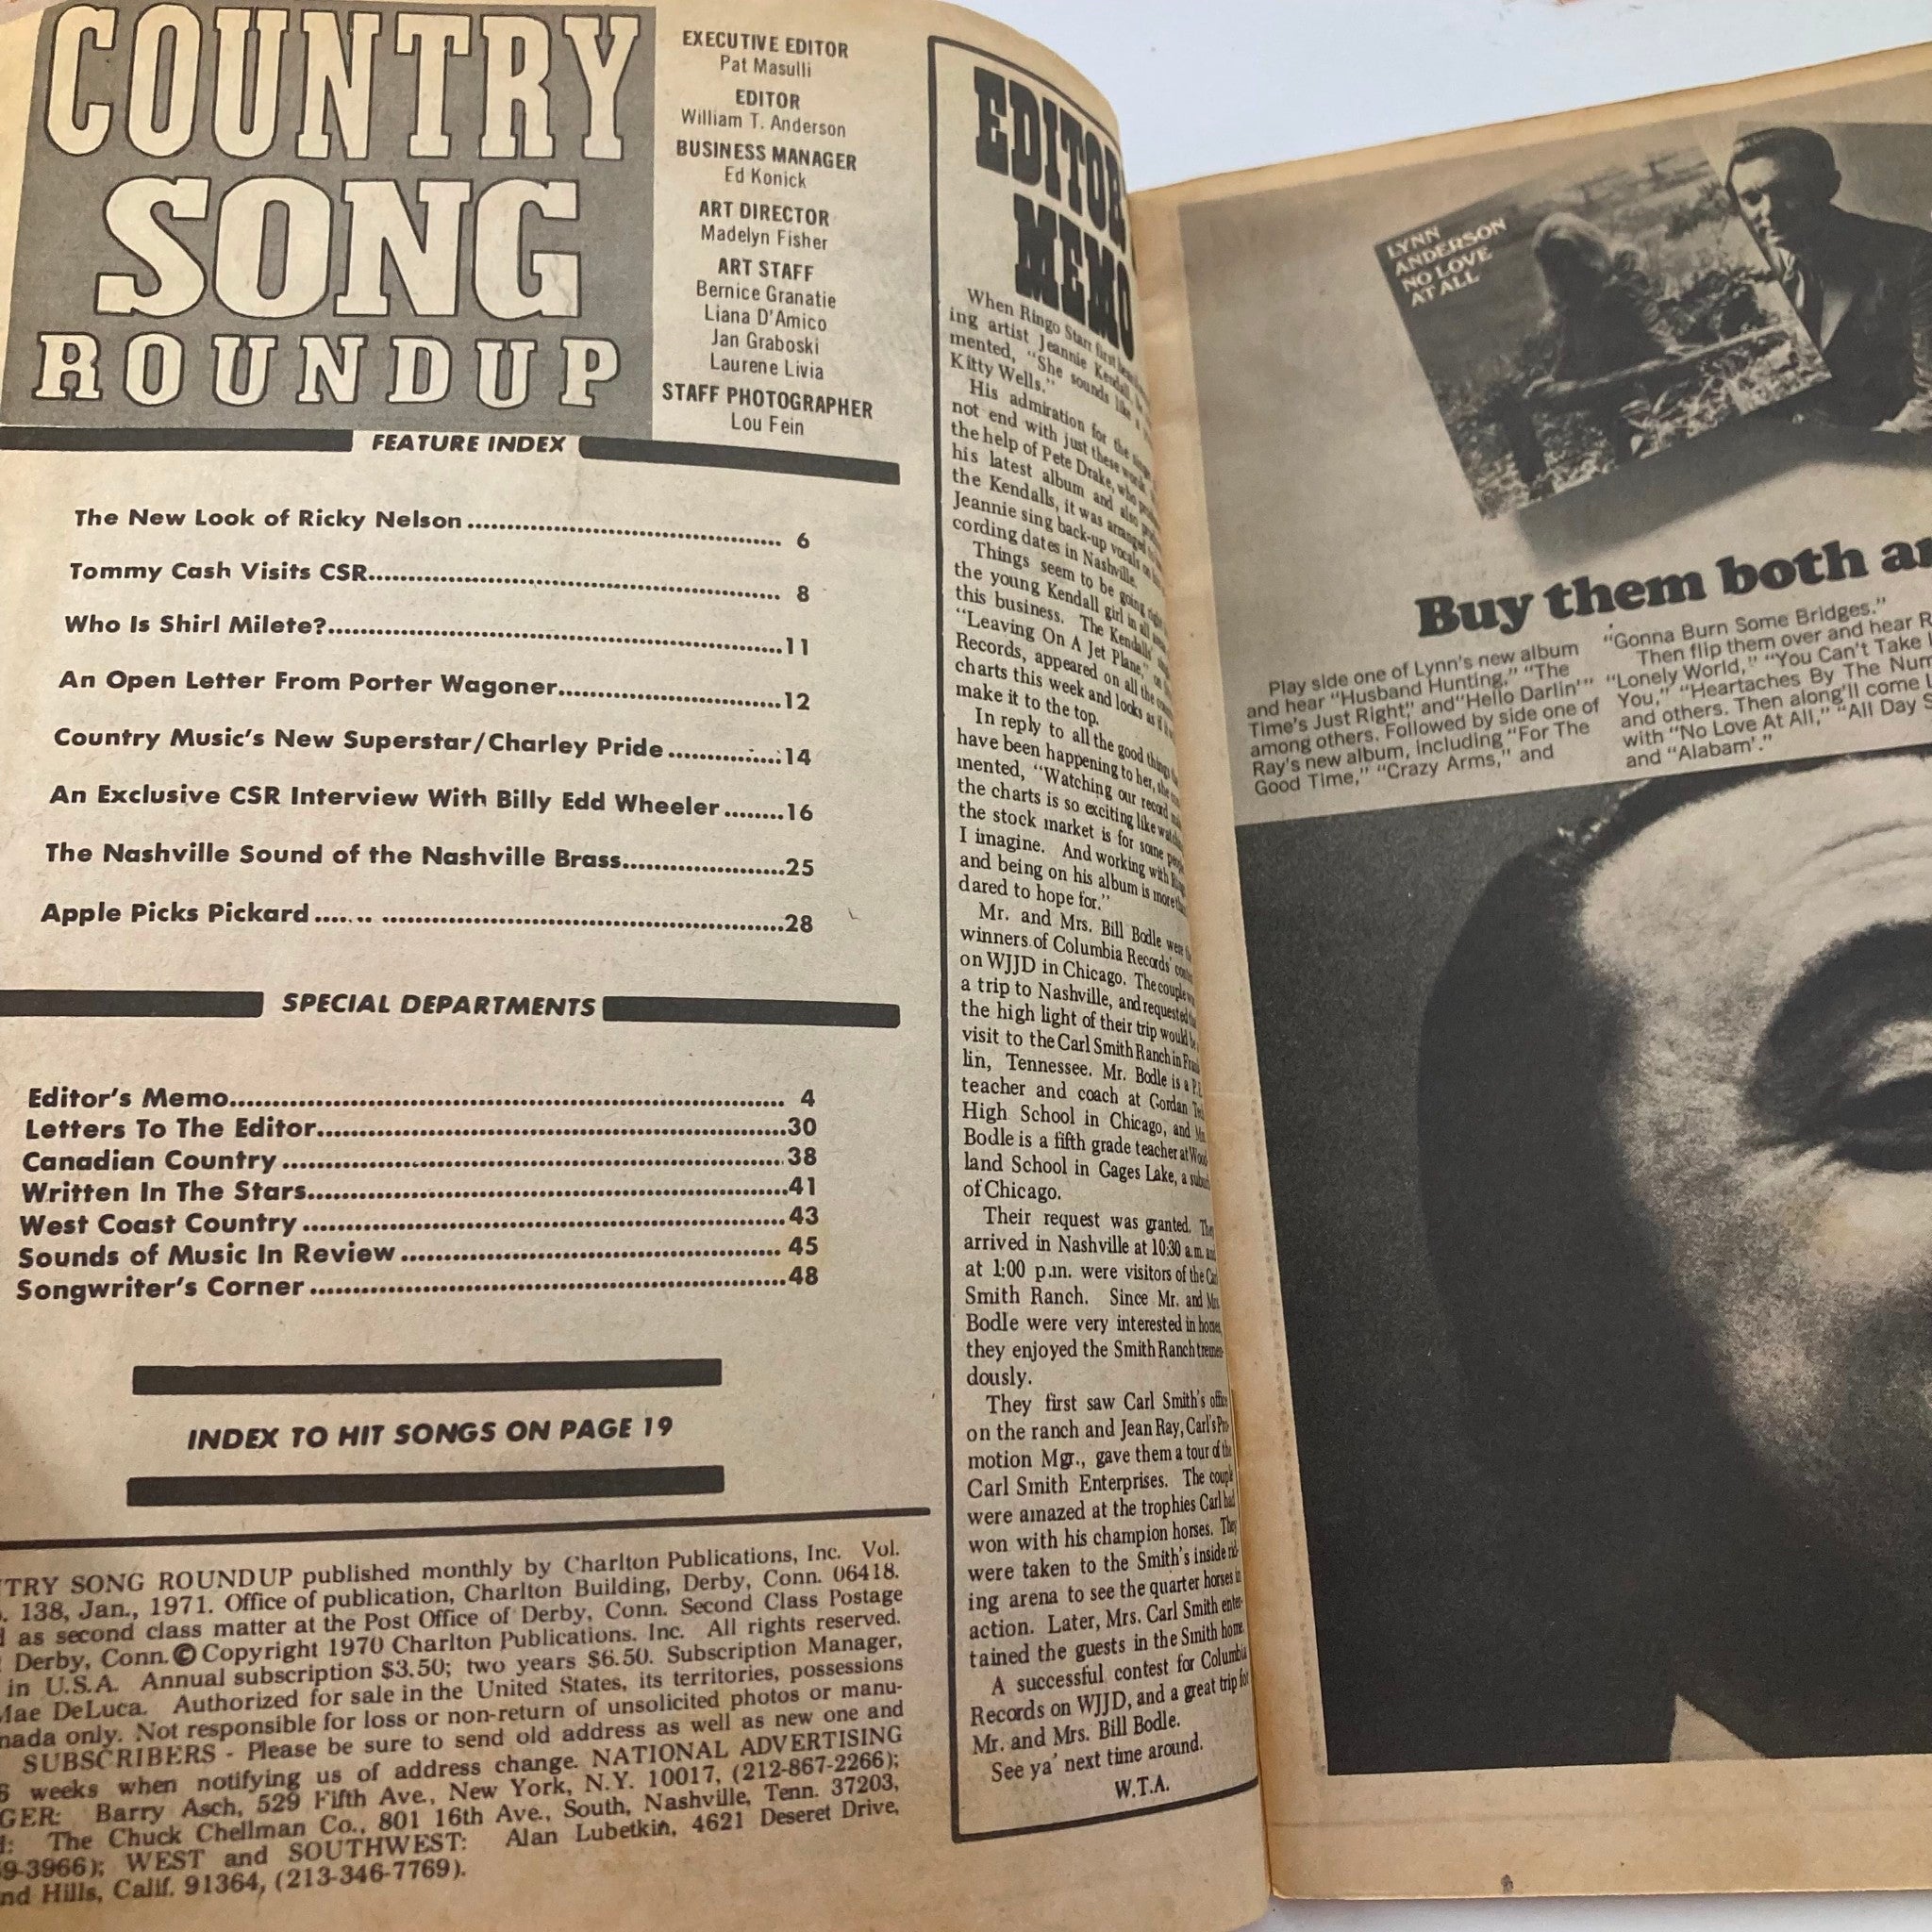 COUNTRY
SONG
ROUNDUP
EXECUTIVE EDITOR
Pat Masulli
EDITOR
William T. Anderson
BUSINESS MANAGER
Ed Konick
ART DIRECTOR
Madelyn Fisher
ART STAFF
Bernice Granatie
Liana D'Amico
Jan Graboski
Laurene Livia
STAFF PHOTOGRAPHER
Lou Fein
FEATURE INDEX
The New Look of Ricky Nelson 6
Tommy Cash Visits CSR 8
Who Is Shirl Milete? 11
An Open Letter From Porter Wagoner 12
Country Music's New Superstar/Charley Pride 14
An Exclusive CSR Interview With Billy Edd Wheeler 16
The Nashville Sound of the Nashville Brass 25
Apple Picks Pickard 28
SPECIAL DEPARTMENTS
Editor's Memo 4
Letters To The Editor 30
Canadian Country 38
Written In The Stars 41
West Coast Country 43
Sounds of Music In Review 45
Songwriter's Corner 48
INDEX TO HIT SONGS ON PAGE 19
TRY SONG ROUNDUP published monthly by Charlton Publications, Inc. Vol.
138, Jan., 1971. Office of publication, Charlton Building, Derby, Conn. 06418.
as second class matter at the Post Office of Derby, Conn. Second Class Postage
Derby, Conn. © Copyright 1970 Charlton Publications. Inc. All rights reserved.
in U.S.A. Annual subscription $3.50; two years $6.50. Subscription Manager,
Mae DeLuca. Authorized for sale in the United States, its territories, possessions
nada only. Not responsible for loss or non-return of unsolicited photos or manu-
SUBSCRIBERS - Please be sure to send old address as well as new one and
6 weeks when notifying us of address change. NATIONAL ADVERTISING
GER: Barry Asch, 529 Fifth Ave., New York, N.Y. 10017, (212-867-2266);
The Chuck Chellman Co., 801 16th Ave., South, Nashville, Tenn. 37203,
9-3966); WEST and SOUTHWEST: Alan Lubetkin, 4621 Deseret Drive,
nd Hills, Calif. 91364, (213-346-7769).
EDITOR
MEMO
When Ringo Starr first
ing artist Jeannie Kendall,
mented, "She sounds like a
Kitty Wells."
His admiration for the
not end with just these words.
the help of Pete Drake, who
his latest album and also
the Kendalls, it was arranged
Jeannie sing back-up vocals on
cording dates in Nashville.
Things seem to be going right
the young Kendall girl in all
this business. The Kendalls'
"Leaving On A Jet Plane," on
Records, appeared on all the
charts this week and looks as if
make it to the top.
In reply to all the good things
have been happening to her, she
mented, "Watching our record
the charts is so exciting like
the stock market is for some people
I imagine. And working with Ringo
and being on his album is more than
dared to hope for."
Mr. and Mrs. Bill Bodle were
winners of Columbia Records'
on WJJD in Chicago. The couple
a trip to Nashville, and requested
the high light of their trip would be
visit to the Carl Smith Ranch in Frank
lin, Tennessee. Mr. Bodle is a P.E.
teacher and coach at Gordan Tech
High School in Chicago, and Mrs.
Bodle is a fifth grade teacher at Wood
land School in Gages Lake, a suburb
of Chicago.
Their request was granted. They
arrived in Nashville at 10:30 a.m. and
at 1:00 p.m. were visitors of the Carl
Smith Ranch. Since Mr. and Mrs.
Bodle were very interested in horses,
they enjoyed the Smith Ranch tremen-
dously.
They first saw Carl Smith's office
on the ranch and Jean Ray, Carl's Pro-
motion Mgr., gave them a tour of the
Carl Smith Enterprises. The couple
were amazed at the trophies Carl had
won with his champion horses. They
were taken to the Smith's inside rid-
ing arena to see the quarter horses in
action. Later, Mrs. Carl Smith enter-
tained the guests in the Smith home.
A successful contest for Columbia
Records on WJJD, and a great trip for
Mr. and Mrs. Bill Bodle.
See ya' next time around.
W.T.A.
LYNN
ANDERSON
NO LOVE
AT ALL
Buy them both
Play side one of Lynn's new album
and hear "Husband Hunting," "The
Time's Just Right," and "Hello Darlin'"
among others. Followed by side one of
Ray's new album, including "For The
Good Time," "Crazy Arms," and
"Gonna Burn Some Bridges."
Then flip them over and hear
"Lonely World," "You Can't Take
You," "Heartaches By The
and others. Then along'll come
with "No Love At All," "All Day
and "Alabam'."